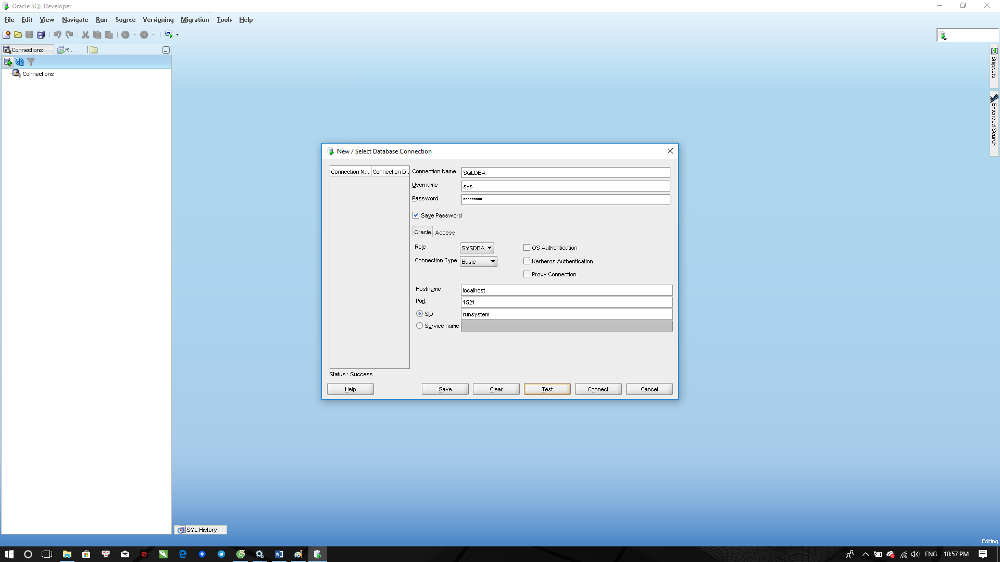 Oracle SQL Developer
File Edit View Navigate Run Source Versioning Migration Tools Help
Connections
R...
Connections
Snippets
Extended Search
New / Select Database Connection
Connection N... Connection D...
Connection Name SQLDBA
Username sys
Password *********
Save Password
Oracle Access
Role SYSDBA
OS Authentication
Connection Type Basic
Kerberos Authentication
Proxy Connection
Hostname localhost
Port 1521
SID runsystem
Service name
Status : Success
Help Save Clear Test Connect Cancel
SQL History
Editing
ENG 10:57 PM